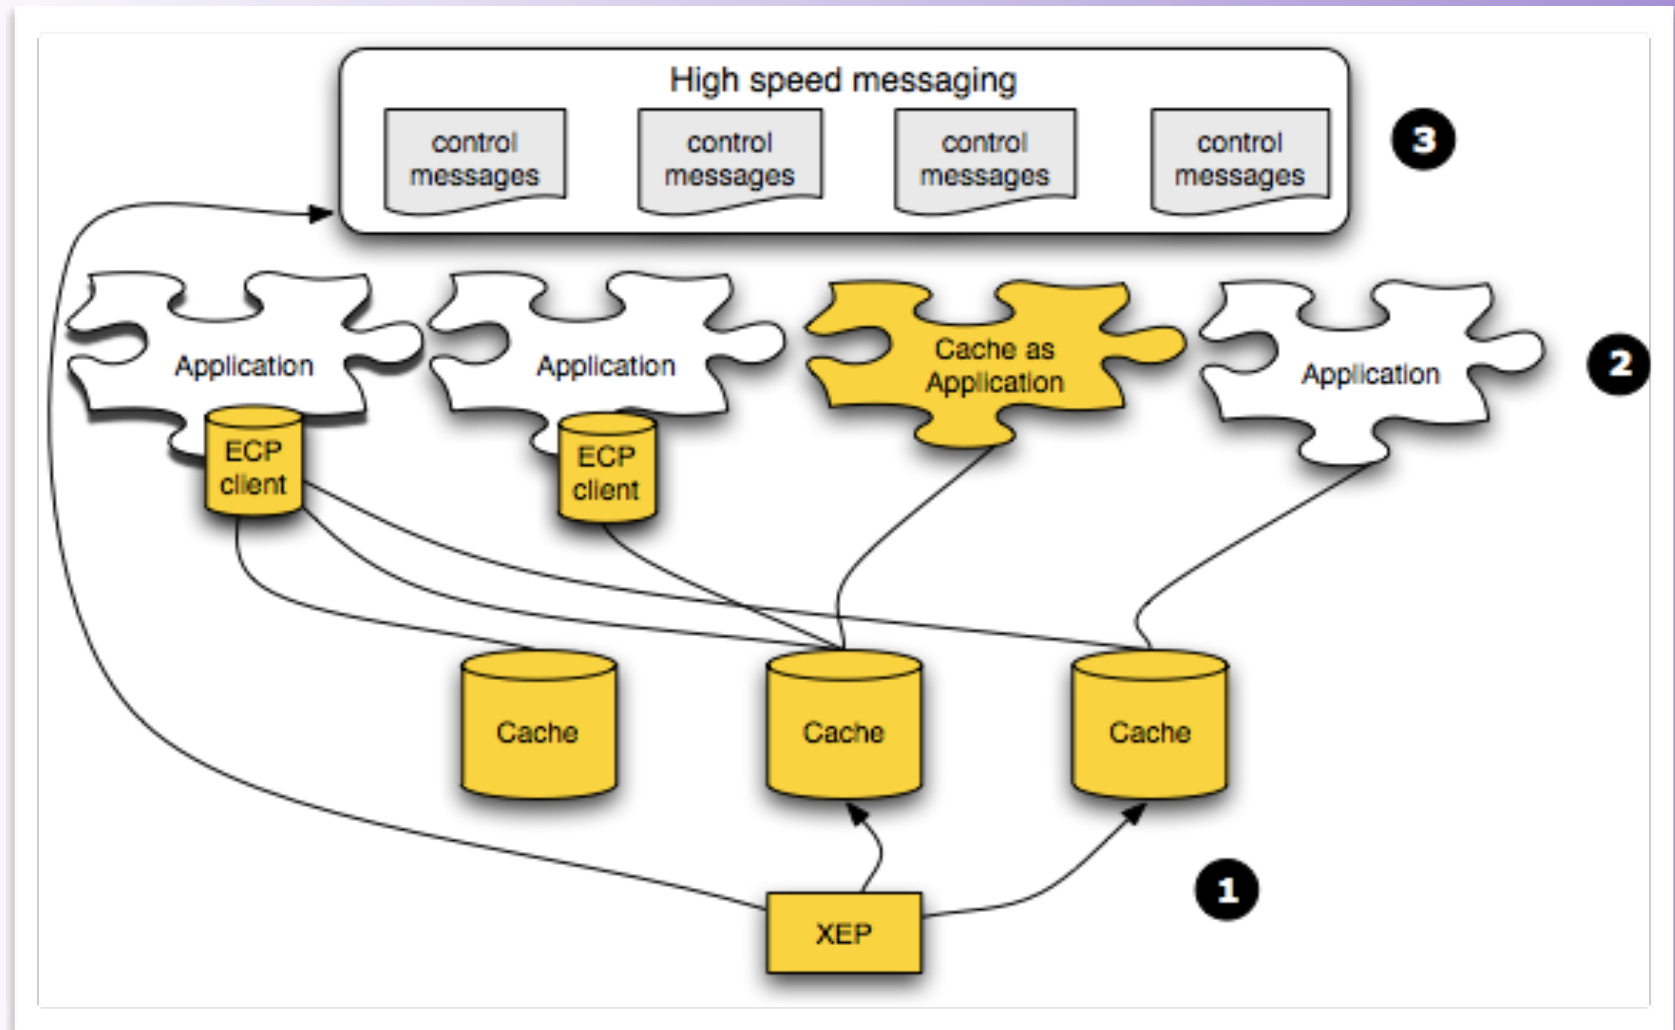 High speed messaging
control
messages
control
messages
control
messages
control
messages
3
Application
Application
Cache as
Application
Application
2
ECP
client
ECP
client
Cache
Cache
Cache
1
XEP